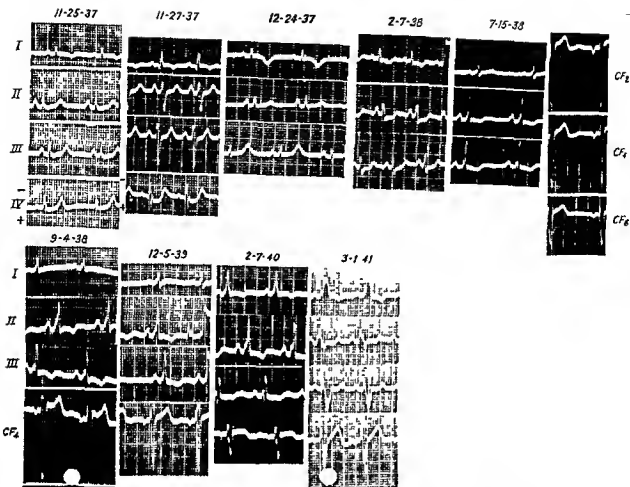 11-25-37 11-27-37 12-24-37 2-7-38 7-15-38
I
CF2
II
III
CF4
IV
−
−
+
+
CF6
9-4-38 12-5-39 2-7-40 3-1 41
I
II
III
CF4